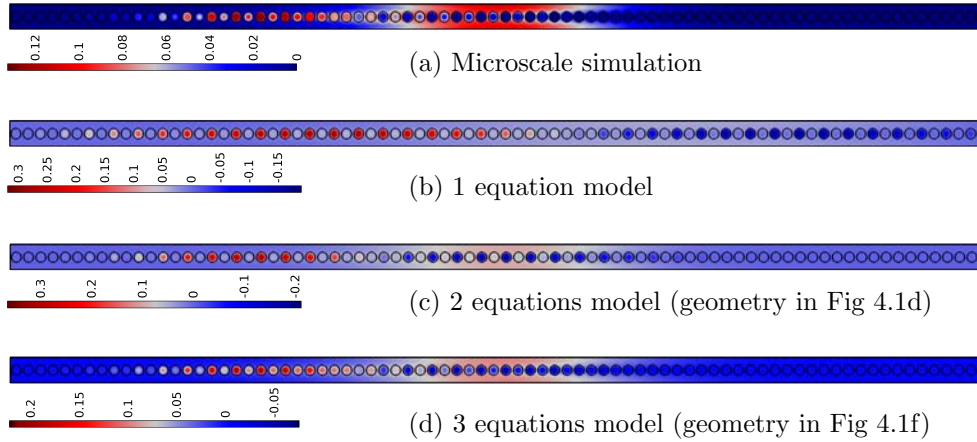 0.12 0.1 0.08 0.06 0.04 0.02 0
(a) Microscale simulation
0.3 0.25 0.2 0.15 0.1 0.05 0 -0.05 -0.1 -0.15
(b) 1 equation model
0.3 0.2 0.1 0 -0.1 -0.2
(c) 2 equations model (geometry in Fig 4.1d)
0.2 0.15 0.1 0.05 0 -0.05
(d) 3 equations model (geometry in Fig 4.1f)